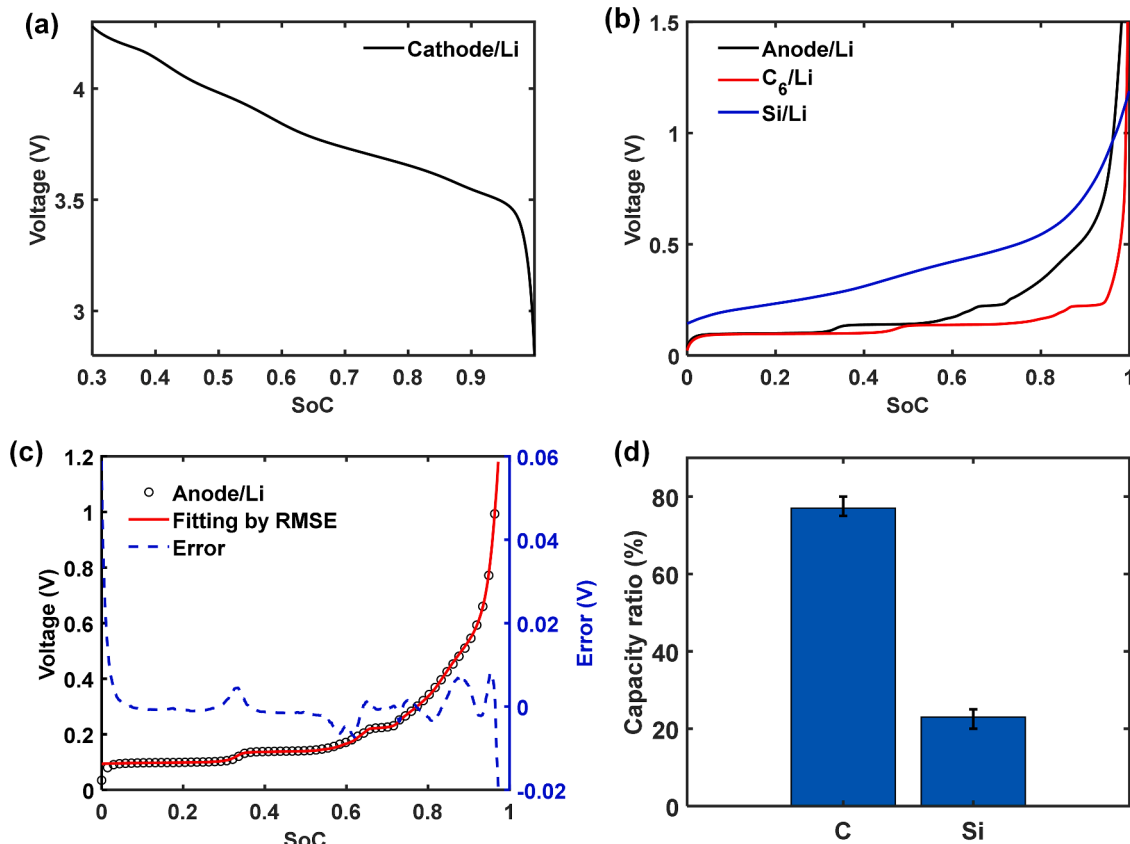 (a)
Cathode/Li
4
3.5
3
Voltage (V)
0.3 0.4 0.5 0.6 0.7 0.8 0.9
SoC
(b)
1.5
1
0.5
0
Voltage (V)
Anode/Li
C6/Li
Si/Li
0 0.2 0.4 0.6 0.8 1
SoC
(c)
1.2
1
0.8
0.6
0.4
0.2
0
Voltage (V)
Anode/Li
Fitting by RMSE
Error
0.06
0.04
0.02
0
-0.02
Error (V)
0 0.2 0.4 0.6 0.8 1
SoC
(d)
80
60
40
20
0
Capacity ratio (%)
C Si